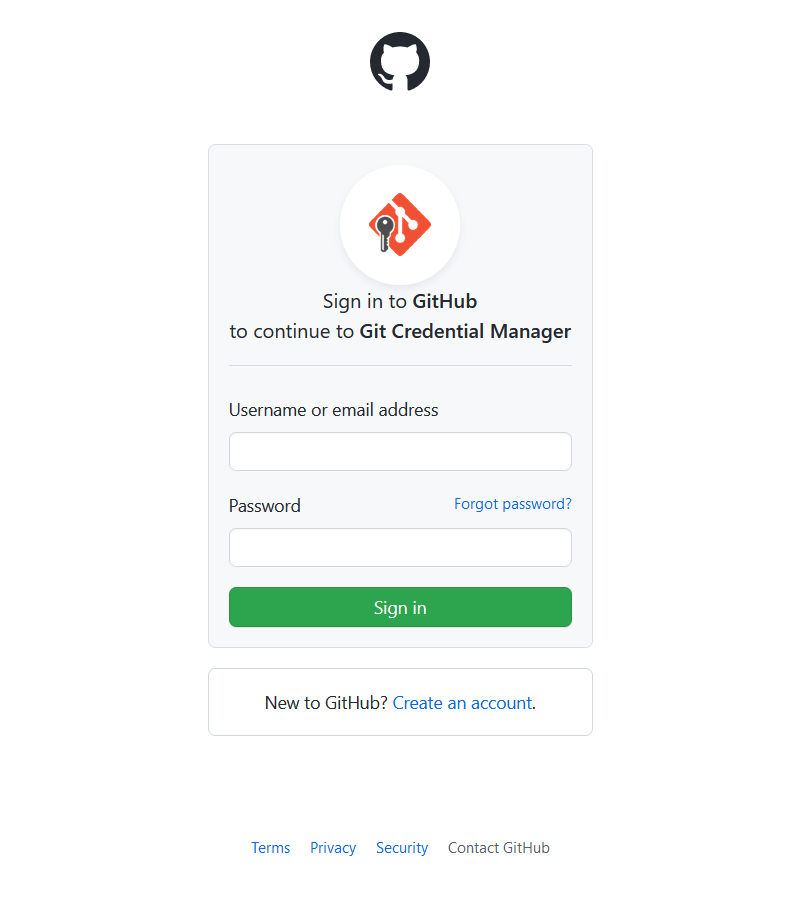 Sign in to GitHub
to continue to Git Credential Manager
Username or email address
Password Forgot password?
Sign in
New to GitHub? Create an account.
Terms Privacy Security Contact GitHub